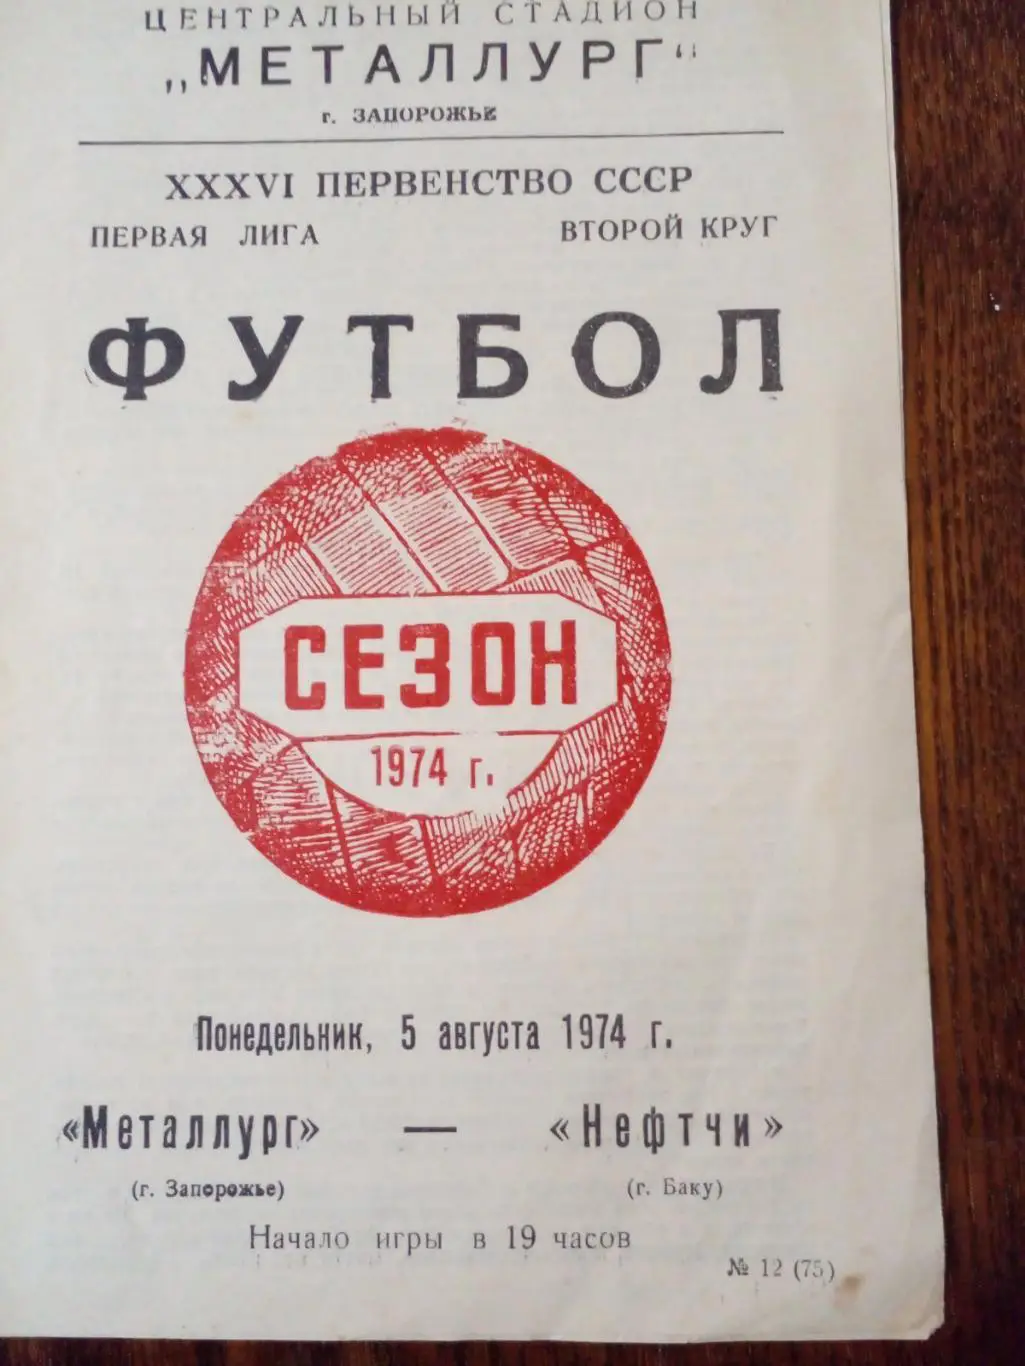 ЦЕНТРАЛЬНЫЙ СТАДИОН
„МЕТАЛЛУРГ“
г. ЗАПОРОЖЬЕ
XXXVI ПЕРВЕНСТВО СССР
ПЕРВАЯ ЛИГА ВТОРОЙ КРУГ
ФУТБОЛ
СЕЗОН
1974 г.
Понедельник, 5 августа 1974 г.
«Металлург» — «Нефтчи»
(г. Запорожье) (г. Баку)
Начало игры в 19 часов
№ 12 (75)